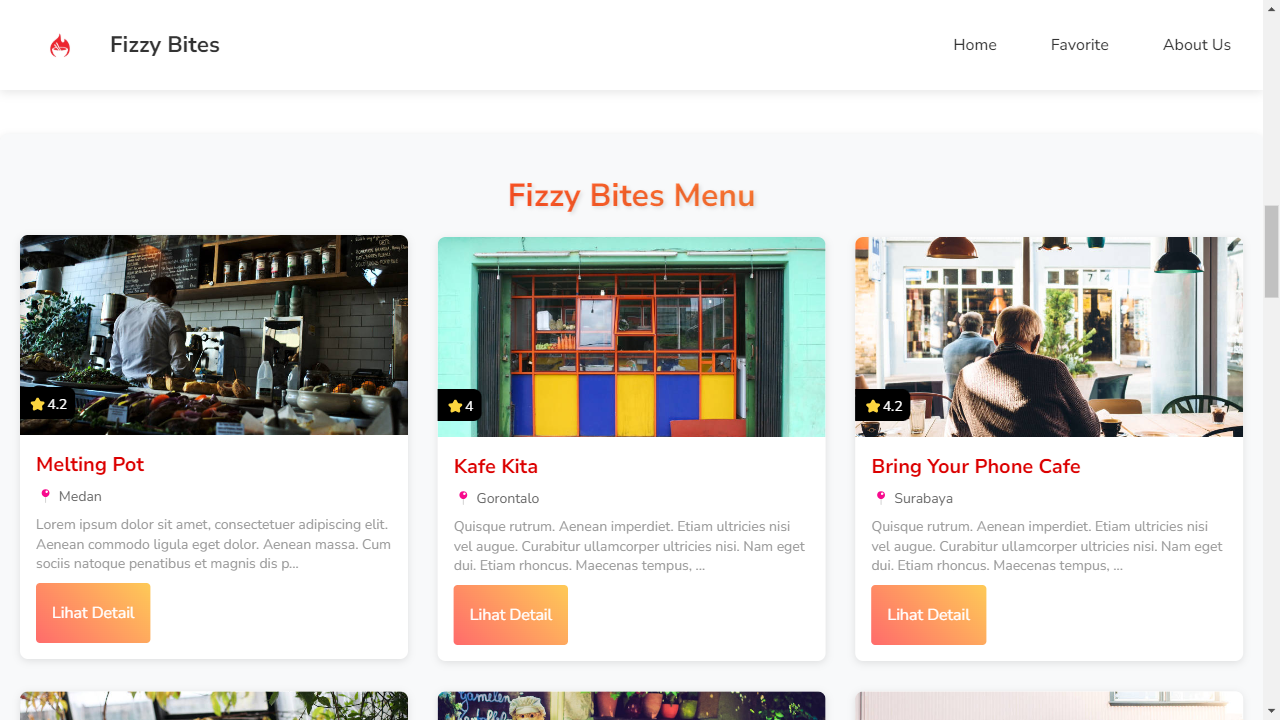 Fizzy Bites
Home
Favorite
About Us
Fizzy Bites Menu
4.2
4
4.2
Melting Pot
Medan
Lorem ipsum dolor sit amet, consectetuer adipiscing elit.
Aenean commodo ligula eget dolor. Aenean massa. Cum
sociis natoque penatibus et magnis dis p...
Lihat Detail
Kafe Kita
Gorontalo
Quisque rutrum. Aenean imperdiet. Etiam ultricies nisi
vel augue. Curabitur ullamcorper ultricies nisi. Nam eget
dui. Etiam rhoncus. Maecenas tempus, ...
Lihat Detail
Bring Your Phone Cafe
Surabaya
Quisque rutrum. Aenean imperdiet. Etiam ultricies nisi
vel augue. Curabitur ullamcorper ultricies nisi. Nam eget
dui. Etiam rhoncus. Maecenas tempus, ...
Lihat Detail